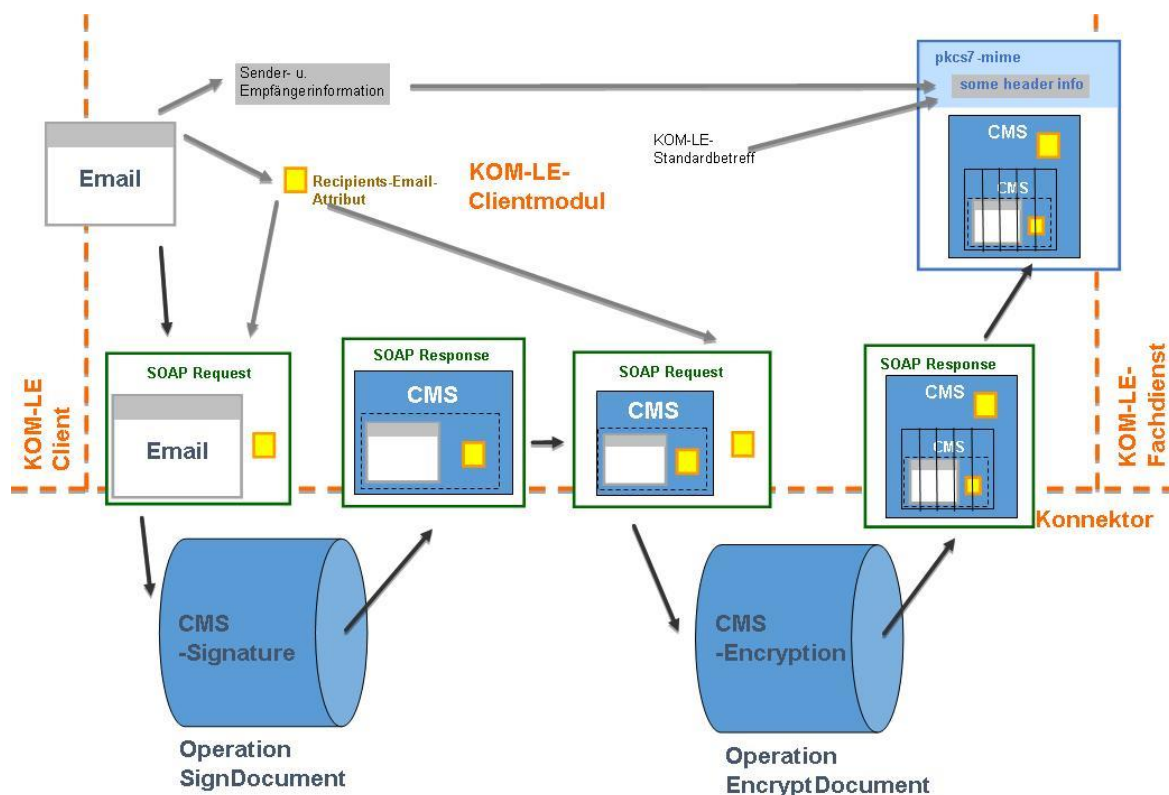 Sender- u.
Empfängerinformation
pkcs7-mime
some header info
CMS
CMS
KOM-LE-
Standardbetreff
Email
Recipients-Email-
Attribut
KOM-LE-
Clientmodul
KOM-LE
Client
SOAP Request
Email
SOAP Response
CMS
SOAP Request
CMS
SOAP Response
CMS
CMS
KOM-LE-
Fachdienst
Konnektor
CMS
-Signature
CMS
-Encryption
Operation
SignDocument
Operation
EncryptDocument